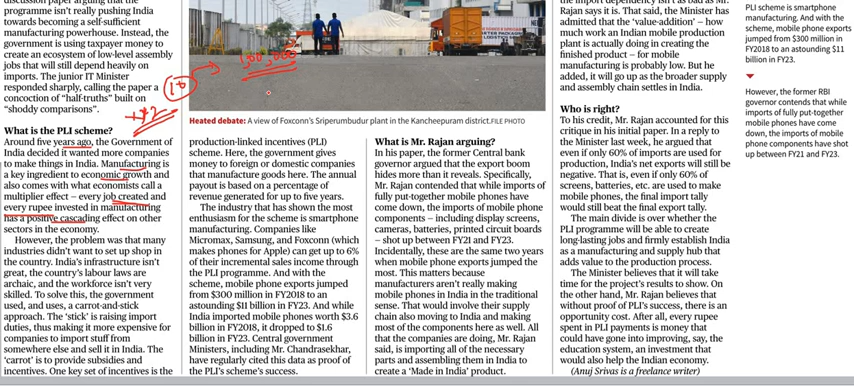 discussion paper arguing that the
programme isn't really pushing India
towards becoming a self-sufficient
manufacturing powerhouse. Instead, the
government is using taxpayer money to
create an ecosystem of low-level assembly
jobs that will still depend heavily on
imports. The junior IT Minister
responded sharply, calling the paper a
concoction of "half-truths" built on
"shoddy comparisons".
What is the PLI scheme?
Around five years ago, the Government of
India decided it wanted more companies
to make things in India. Manufacturing is
a key ingredient to economic growth and
also comes with what economists call a
multiplier effect – every job created and
every rupee invested in manufacturing
has a positive cascading effect on other
sectors in the economy.
However, the problem was that many
industries didn't want to set up shop in
the country. India's infrastructure isn't
great, the country's labour laws are
archaic, and the workforce isn't very
skilled. To solve this, the government
used, and uses, a carrot-and-stick
approach. The 'stick' is raising import
duties, thus making it more expensive for
companies to import stuff from
somewhere else and sell it in India. The
'carrot' is to provide subsidies and
incentives. One key set of incentives is the
100,000
Heated debate: A view of Foxconn's Sriperumbudur plant in the Kancheepuram district. FILE PHOTO
production-linked incentives (PLI)
scheme. Here, the government gives
money to foreign or domestic companies
that manufacture goods here. The annual
payout is based on a percentage of
revenue generated for up to five years.
The industry that has shown the most
enthusiasm for the scheme is smartphone
manufacturing. Companies like
Micromax, Samsung, and Foxconn (which
makes phones for Apple) can get up to 6%
of their incremental sales income through
the PLI programme. And with the
scheme, mobile phone exports jumped
from $300 million in FY2018 to an
astounding $11 billion in FY23. And while
India imported mobile phones worth $3.6
billion in FY2018, it dropped to $1.6
billion in FY23. Central government
Ministers, including Mr. Chandrasekhar,
have regularly cited this data as proof of
the PLI scheme's success.
What is Mr. Rajan arguing?
In his paper, the former Central bank
governor argued that the export boom
hides more than it reveals. Specifically,
Mr. Rajan contended that while imports of
fully put-together mobile phones have
come down, the imports of mobile phone
components – including display screens,
cameras, batteries, printed circuit boards
– shot up between FY21 and FY23.
Incidentally, these are the same two years
when mobile phone exports jumped the
most. This matters because
manufacturers aren't really making
mobile phones in India in the traditional
sense. That would involve their supply
chain also moving to India and making
most of the components here as well. All
that the companies are doing, Mr. Rajan
said, is importing all of the necessary
parts and assembling them in India to
create a 'Made in India' product.
the import dependency isn't as bad as Mr.
Rajan says it is. That said, the Minister has
admitted that the 'value-addition' – how
much work an Indian mobile production
plant is actually doing in creating the
finished product – for mobile
manufacturing is probably low. But he
added, it will go up as the broader supply
and assembly chain settles in India.
Who is right?
To his credit, Mr. Rajan accounted for this
critique in his initial paper. In a reply to
the Minister last week, he argued that
even if only 60% of imports are used for
production, India's net exports will still be
negative. That is, even if only 60% of
screens, batteries, etc. are used to make
mobile phones, the final import tally
would still beat the final export tally.
The main divide is over whether the
PLI programme will be able to create
long-lasting jobs and firmly establish India
as a manufacturing and supply hub that
adds value to the production process.
The Minister believes that it will take
time for the project's results to show. On
the other hand, Mr. Rajan believes that
without proof of PLI's success, there is an
opportunity cost. After all, every rupee
spent in PLI payments is money that
could have gone into improving, say, the
education system, an investment that
would also help the Indian economy.
(Anuj Srivas is a freelance writer)
PLI scheme is smartphone
manufacturing. And with the
scheme, mobile phone exports
jumped from $300 million in
FY2018 to an astounding $11
billion in FY23.
However, the former RBI
governor contends that while
imports of fully put-together
mobile phones have come
down, the imports of mobile
phone components have shot
up between FY21 and FY23.